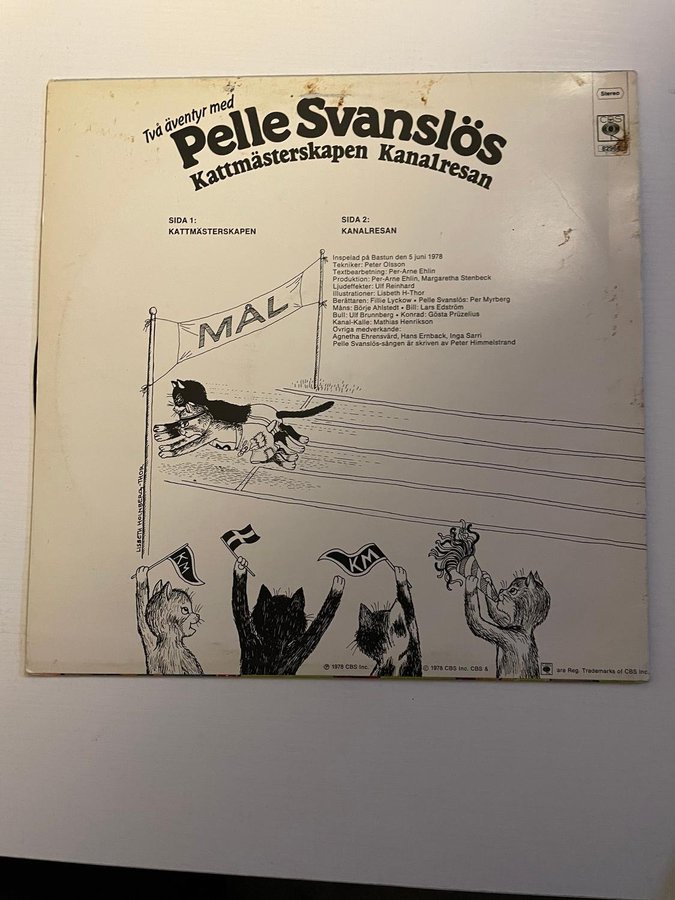 Två äventyr med
Pelle Svanslös
Kattmästerskapen Kanalresan
Stereo
CBS
SIDA 1:
KATTMÄSTERSKAPEN
SIDA 2:
KANALRESAN
Inspelad på Bastun den 5 juni 1978
Tekniker: Peter Olsson
Textbearbetning: Per-Arne Ehlin
Produktion: Per-Arne Ehlin, Margaretha Stenbeck
Ljudeffekter: Ulf Reinhard
Illustrationer: Lisbeth H-Thor
Berättaren: Fillie Lyckow • Pelle Svanslös: Per Myrberg
Måns: Börje Ahlstedt • Bill: Lars Edström
Bull: Ulf Brunnberg • Konrad: Gösta Prüzelius
Kanal-Kalle: Mathias Henrikson
Övriga medverkande:
Agnetha Ehrensvärd, Hans Ernback, Inga Sarri
Pelle Svanslös-sången är skriven av Peter Himmelstrand
MÅL
LISBETH HOLMBERG-THOR
KM
KM
℗ 1978 CBS Inc.
© 1978 CBS Inc. CBS &
are Reg. Trademarks of CBS Inc.